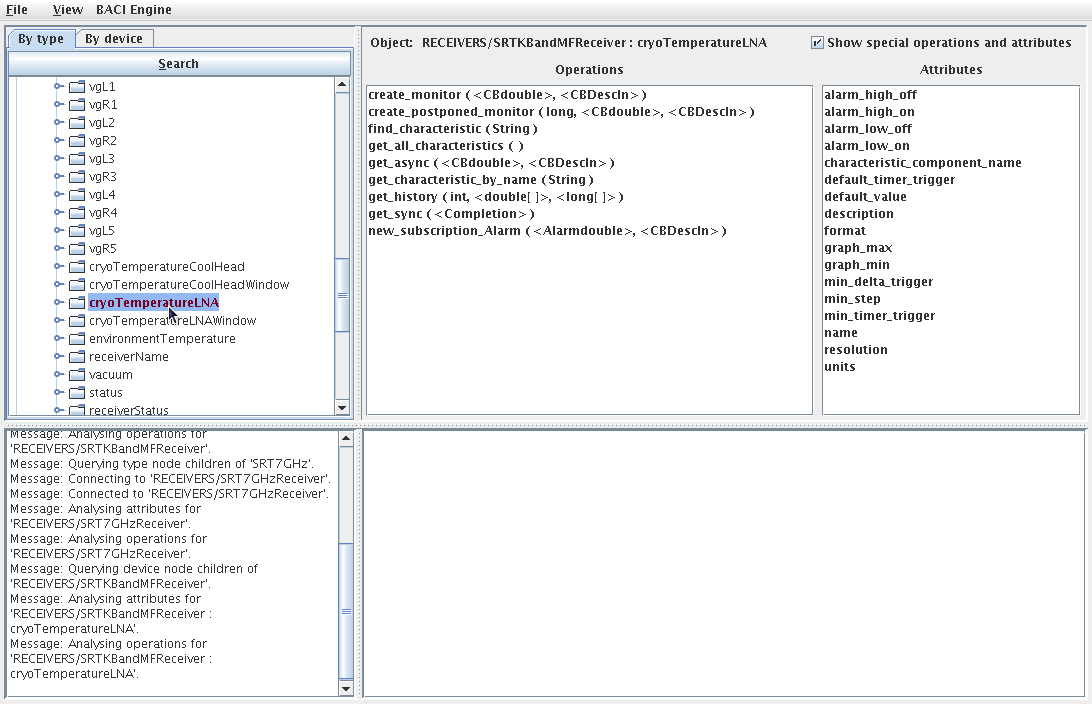 File View BACI Engine
By type By device
Search
vgL1
vgR1
vgL2
vgR2
vgL3
vgR3
vgL4
vgR4
vgL5
vgR5
cryoTemperatureCoolHead
cryoTemperatureCoolHeadWindow
cryoTemperatureLNA
cryoTemperatureLNAWindow
environmentTemperature
receiverName
vacuum
status
receiverStatus
Object: RECEIVERS/SRTKBandMFReceiver : cryoTemperatureLNA
Show special operations and attributes
Operations
create_monitor ( <CBdouble>, <CBDescIn> )
create_postponed_monitor ( long, <CBdouble>, <CBDescIn> )
find_characteristic ( String )
get_all_characteristics ( )
get_async ( <CBdouble>, <CBDescIn> )
get_characteristic_by_name ( String )
get_history ( int, <double[ ]>, <long[ ]> )
get_sync ( <Completion> )
new_subscription_Alarm ( <Alarmdouble>, <CBDescIn> )
Attributes
alarm_high_off
alarm_high_on
alarm_low_off
alarm_low_on
characteristic_component_name
default_timer_trigger
default_value
description
format
graph_max
graph_min
min_delta_trigger
min_step
min_timer_trigger
name
resolution
units
Message: Analysing operations for
'RECEIVERS/SRTKBandMFReceiver'.
Message: Querying type node children of 'SRT7GHz'.
Message: Connecting to 'RECEIVERS/SRT7GHzReceiver'.
Message: Connected to 'RECEIVERS/SRT7GHzReceiver'.
Message: Analysing attributes for
'RECEIVERS/SRT7GHzReceiver'.
Message: Analysing operations for
'RECEIVERS/SRT7GHzReceiver'.
Message: Querying device node children of
'RECEIVERS/SRTKBandMFReceiver'.
Message: Analysing attributes for
'RECEIVERS/SRTKBandMFReceiver :
cryoTemperatureLNA'.
Message: Analysing operations for
'RECEIVERS/SRTKBandMFReceiver :
cryoTemperatureLNA'.